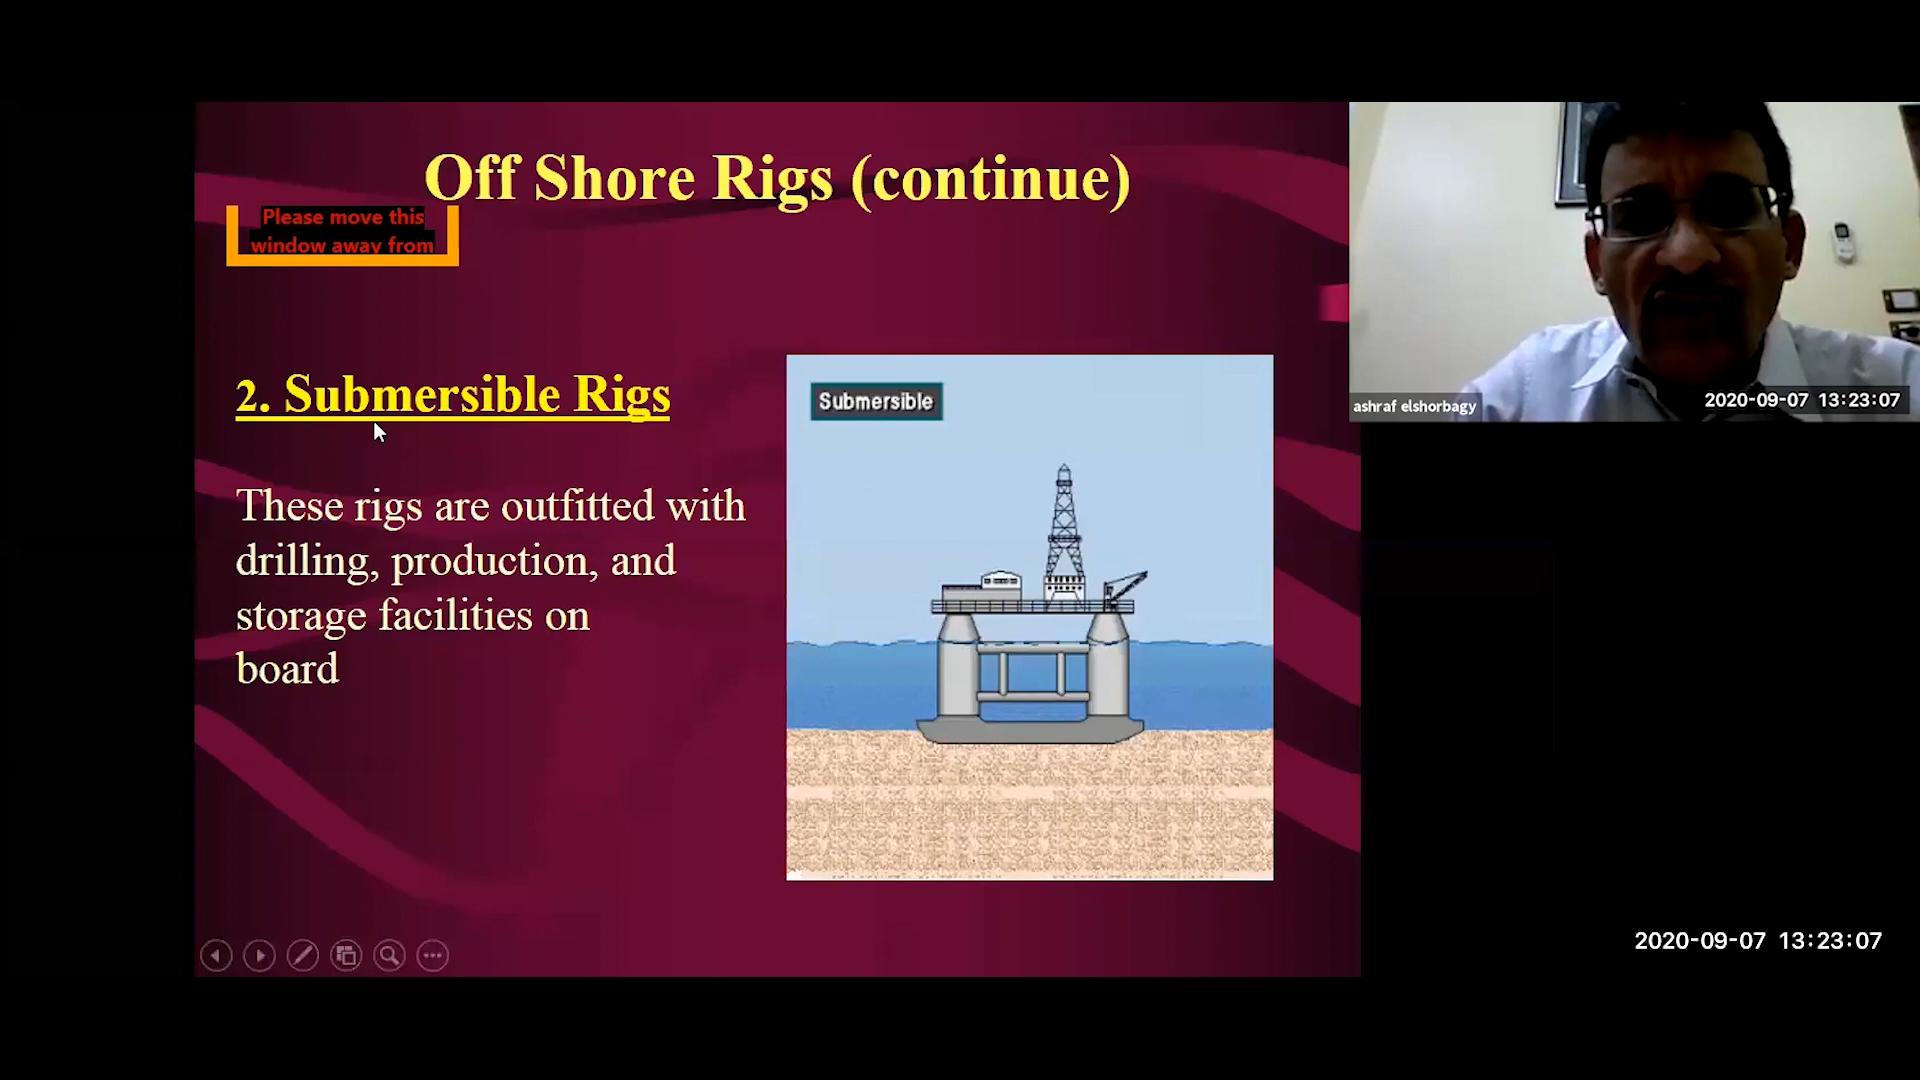 Off Shore Rigs (continue)
Please move this
window away from
2. Submersible Rigs
These rigs are outfitted with
drilling, production, and
storage facilities on
board
Submersible
ashraf elshorbagy
2020-09-07 13:23:07
2020-09-07 13:23:07